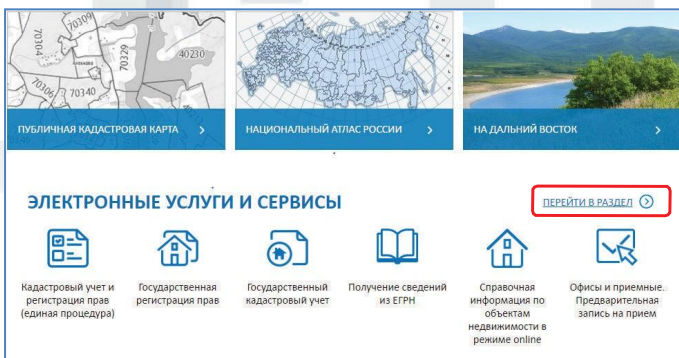 70309
70304
70329
40230
70306
70340
ПУБЛИЧНАЯ КАДАСТРОВАЯ КАРТА
НАЦИОНАЛЬНЫЙ АТЛАС РОССИИ
НА ДАЛЬНИЙ ВОСТОК
ЭЛЕКТРОННЫЕ УСЛУГИ И СЕРВИСЫ
ПЕРЕЙТИ В РАЗДЕЛ
Кадастровый учет и
регистрация прав
(единая процедура)
Государственная
регистрация прав
Государственный
кадастровый учет
Получение сведений
из ЕГРН
Справочная
информация по
объектам
недвижимости в
режиме online
Офисы и приемные.
Предварительная
запись на прием